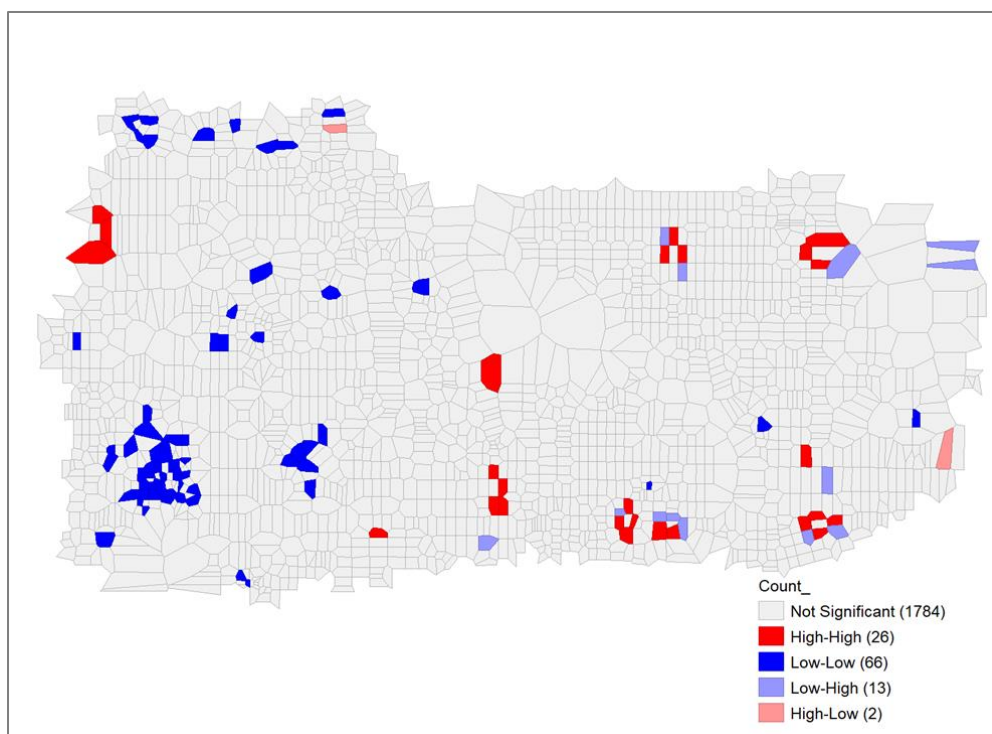 Count_
Not Significant (1784)
High-High (26)
Low-Low (66)
Low-High (13)
High-Low (2)